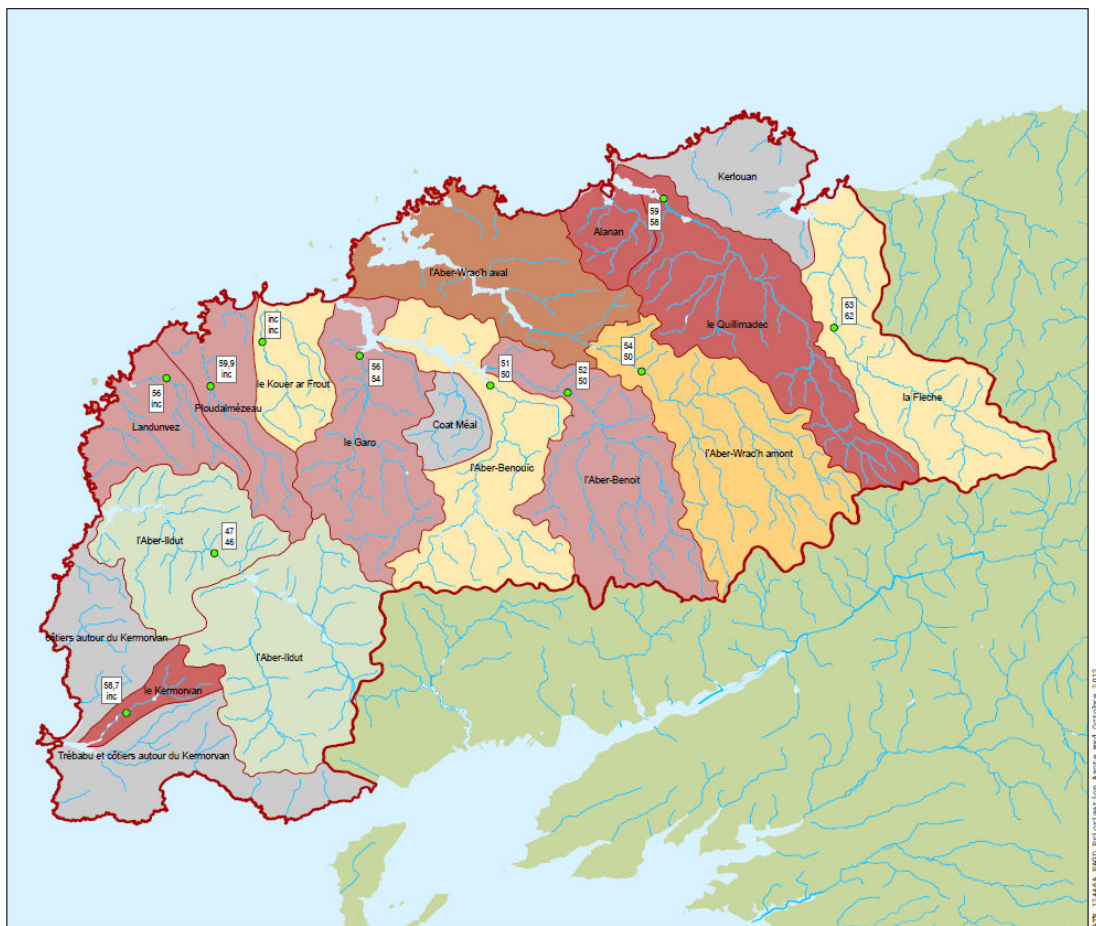 Kerlouan
59
58
Alanan
l'Aber-Wrac'h aval
inc
inc
63
62
le Quillimadec
59,9
inc
56
54
54
50
56
inc
51
50
52
50
le Kouer ar Frout
Ploudalmézeau
la Fleche
Landunvez
Coat Méal
le Garo
l'Aber-Wrac'h amont
l'Aber-Benouïc
l'Aber-Benoit
47
46
l'Aber-Ildut
côtiers autour du Kermorvan
l'Aber-Ildut
le Kermorvan
58,7
inc
Trébabu et côtiers autour du Kermorvan